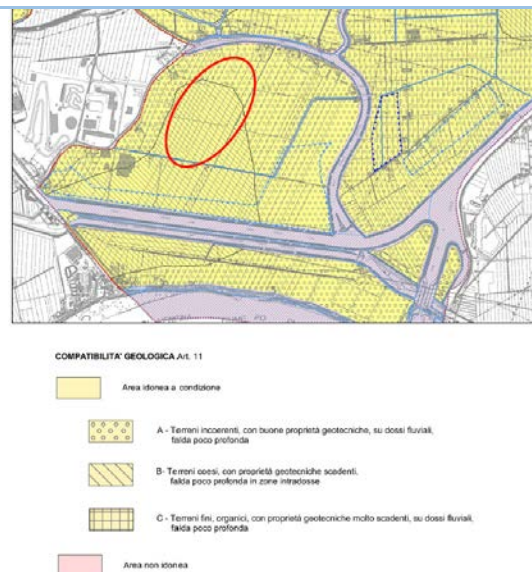 FIUME PO
COMPATIBILITA' GEOLOGICA Art. 11
Area idonea a condizione
A - Terreni incoerenti, con buone proprietà geotecniche, su dossi fluviali,
falda poco profonda
B- Terreni coesi, con proprietà geotecniche scadenti,
falda poco profonda in zone intradosse
C - Terreni fini, organici, con proprietà geotecniche molto scadenti, su dossi fluviali,
falda poco profonda
Area non idonea